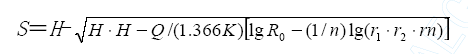 S=H-√H·H-Q/(1.366K)[lg R₀-(1/n)lg(r₁·r₂·rn)]